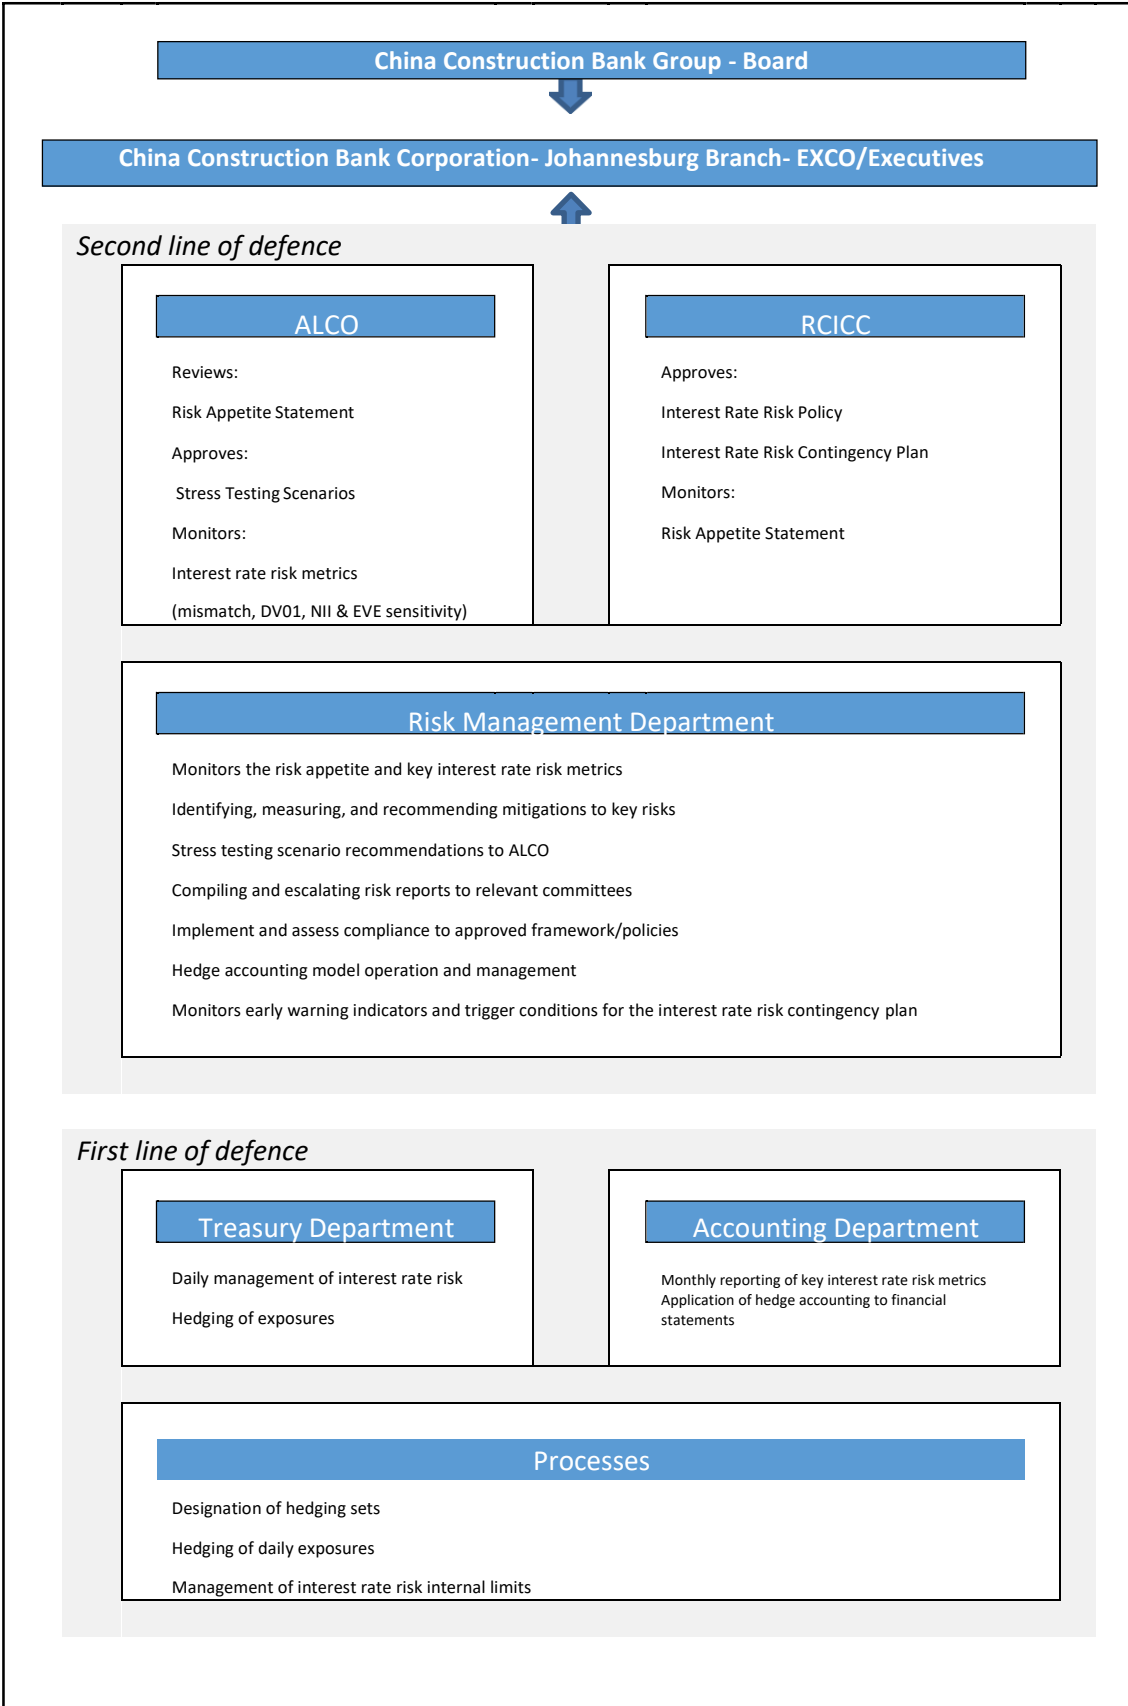 China Construction Bank Group - Board
China Construction Bank Corporation- Johannesburg Branch- EXCO/Executives
Second line of defence
ALCO
Reviews:
Risk Appetite Statement
Approves:
Stress Testing Scenarios
Monitors:
Interest rate risk metrics
(mismatch, DV01, NII & EVE sensitivity)
RCICC
Approves:
Interest Rate Risk Policy
Interest Rate Risk Contingency Plan
Monitors:
Risk Appetite Statement
Risk Management Department
Monitors the risk appetite and key interest rate risk metrics
Identifying, measuring, and recommending mitigations to key risks
Stress testing scenario recommendations to ALCO
Compiling and escalating risk reports to relevant committees
Implement and assess compliance to approved framework/policies
Hedge accounting model operation and management
Monitors early warning indicators and trigger conditions for the interest rate risk contingency plan
First line of defence
Treasury Department
Daily management of interest rate risk
Hedging of exposures
Accounting Department
Monthly reporting of key interest rate risk metrics
Application of hedge accounting to financial
statements
Processes
Designation of hedging sets
Hedging of daily exposures
Management of interest rate risk internal limits